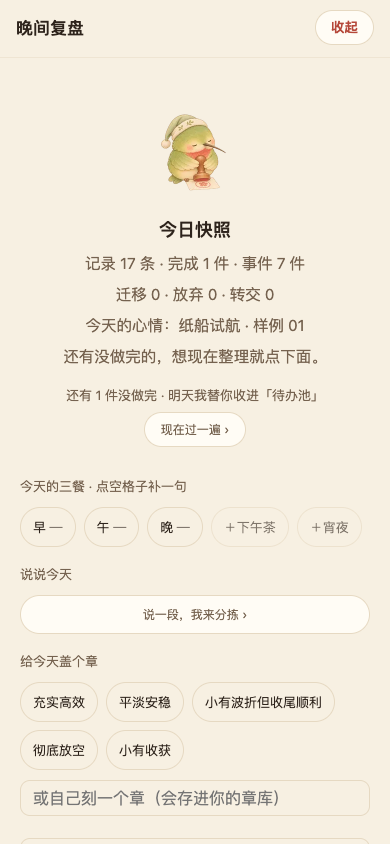 晚间复盘
收起
今日快照
记录 17 条 · 完成 1 件 · 事件 7 件
迁移 0 · 放弃 0 · 转交 0
今天的心情：纸船试航 · 样例 01
还有没做完的，想现在整理就点下面。
还有 1 件没做完 · 明天我替你收进「待办池」
现在过一遍 ›
今天的三餐 · 点空格子补一句
早 — 午 — 晚 — ＋下午茶 ＋宵夜
说说今天
说一段，我来分拣 ›
给今天盖个章
充实高效 平淡安稳 小有波折但收尾顺利
彻底放空 小有收获
或自己刻一个章（会存进你的章库）